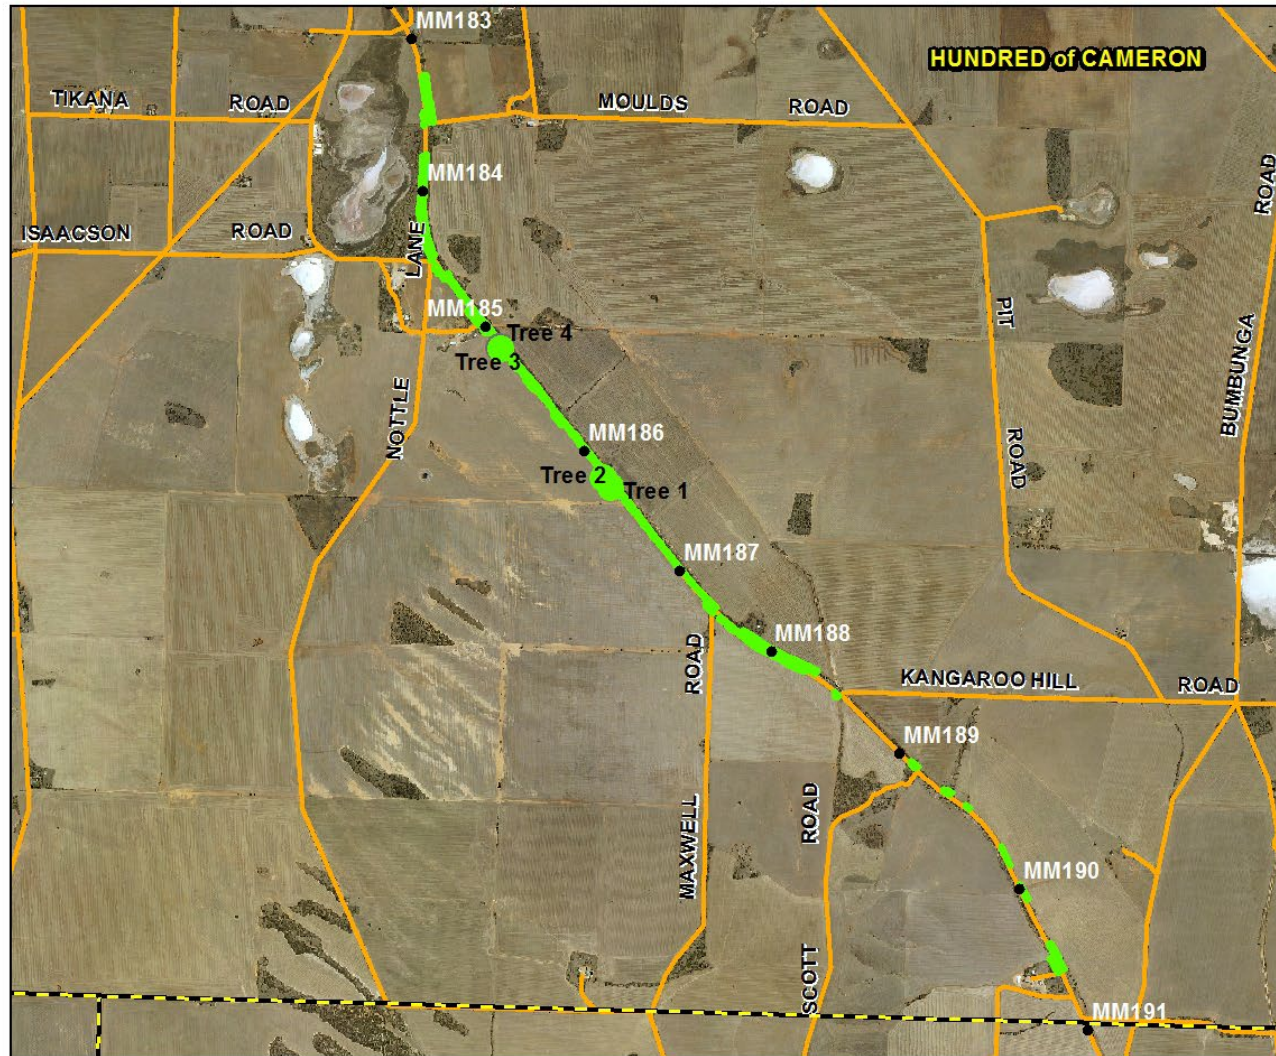 MM183
HUNDRED of CAMERON
TIKANA ROAD
MOULDS ROAD
MM184
ISAACSON ROAD
LANE
ROAD
MM185
Tree 4
Tree 3
PIT
BUMBUNGA
NOTTLE
MM186
ROAD
Tree 2
Tree 1
MM187
MM188
ROAD
KANGAROO HILL ROAD
MM189
MAXWELL
ROAD
MM190
SCOTT
MM191